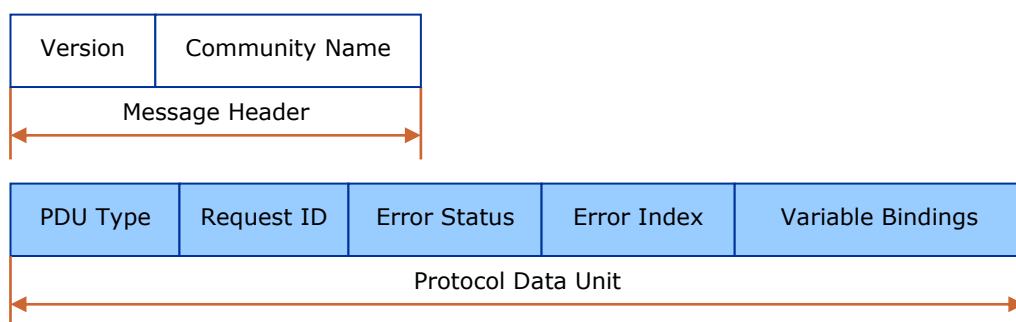 Version Community Name
Message Header
PDU Type Request ID Error Status Error Index Variable Bindings
Protocol Data Unit